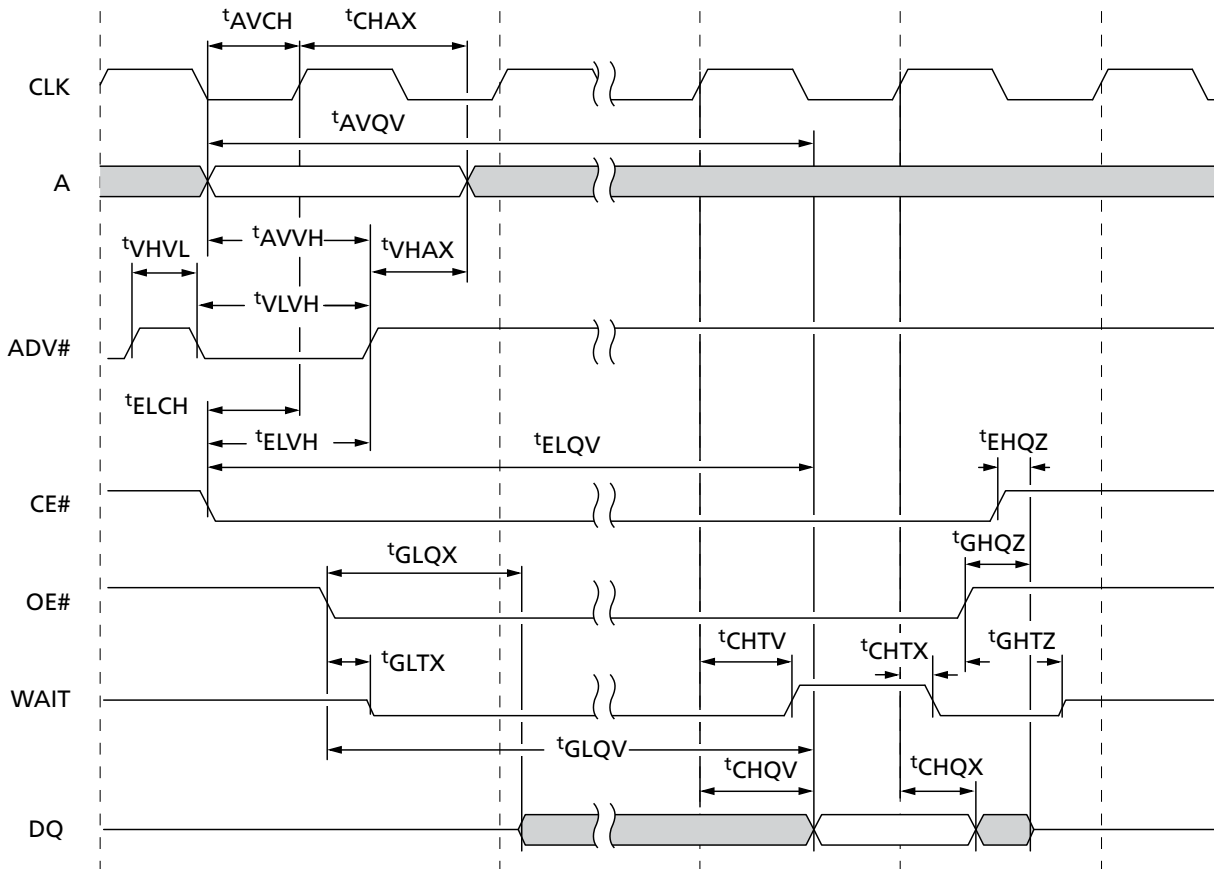 tAVCH tCHAX
CLK
tAVQV
A
tAVVH
tVHVL tVHAX
tVLVH
ADV#
tELCH
tELVH tELQV tEHQZ
CE#
tGLQX tGHQZ
OE#
tCHTV tCHTX tGHTZ
tGLTX
WAIT
tGLQV
tCHQV tCHQX
DQ